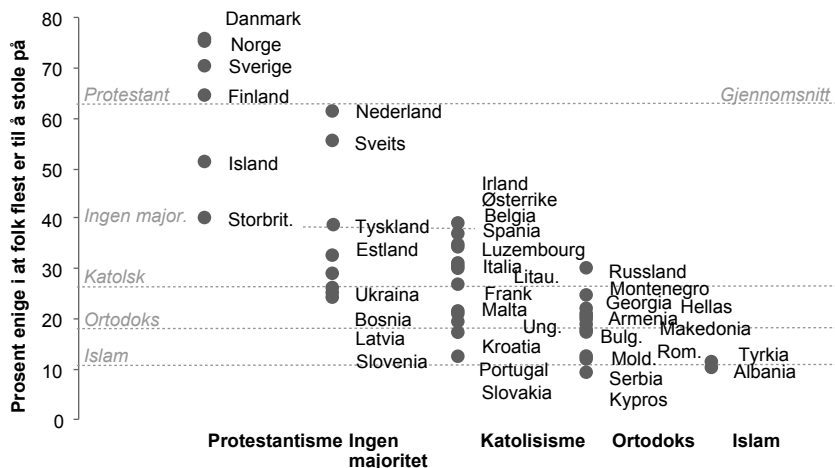 Prosent enige i at folk flest er til å stole på
80
70
60
50
40
30
20
10
0
Protestant
Gjennomsnitt
Ingen major.
Katolsk
Ortodoks
Islam
Danmark
Norge
Sverige
Finland
Island
Storbrit.
Nederland
Sveits
Tyskland
Estland
Ukraina
Bosnia
Latvia
Slovenia
Irland
Østerrike
Belgia
Spania
Luzembourg
Italia
Litau.
Frank
Malta
Ung.
Kroatia
Portugal
Slovakia
Russland
Montenegro
Georgia
Hellas
Armenia
Makedonia
Bulg.
Rom.
Mold.
Serbia
Kypros
Tyrkia
Albania
Protestantisme
Ingen
majoritet
Katolisisme
Ortodoks
Islam